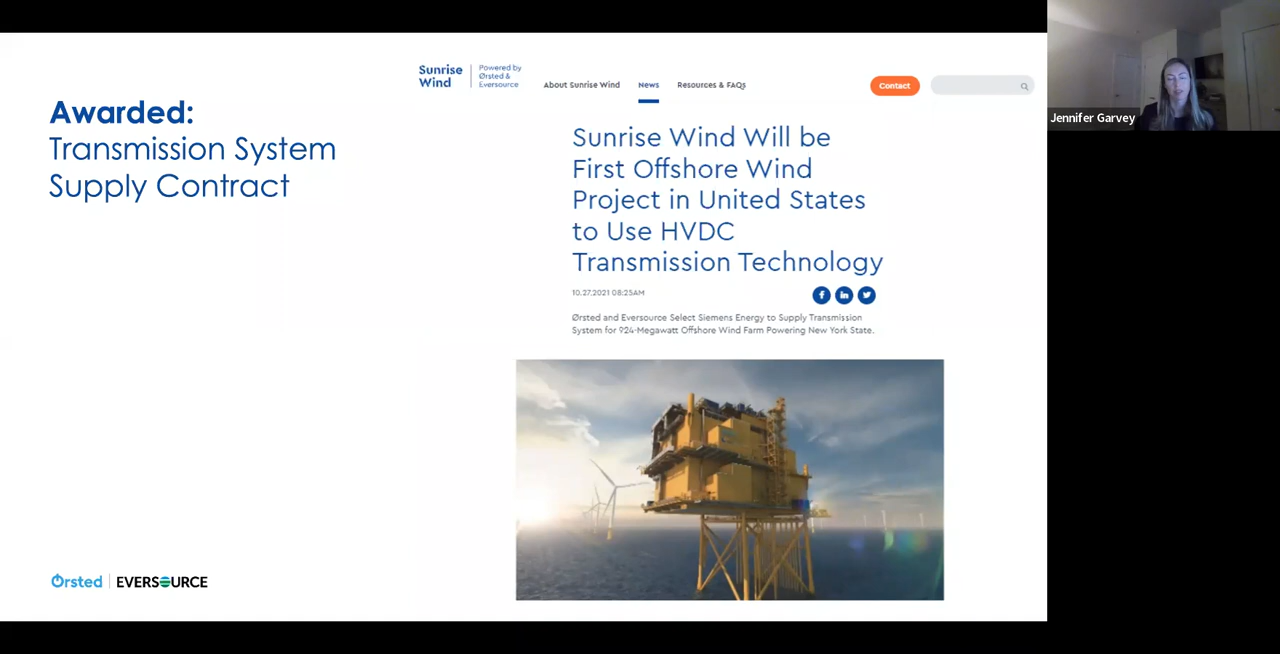 Awarded:
Transmission System
Supply Contract
Sunrise
Wind
Powered by
Ørsted &
Eversource
About Sunrise Wind
News
Resources & FAQs
Contact
Sunrise Wind Will be
First Offshore Wind
Project in United States
to Use HVDC
Transmission Technology
10.27.2021 08:25AM
Ørsted and Eversource Select Siemens Energy to Supply Transmission
System for 924-Megawatt Offshore Wind Farm Powering New York State.
Ørsted
EVERSOURCE
Jennifer Garvey